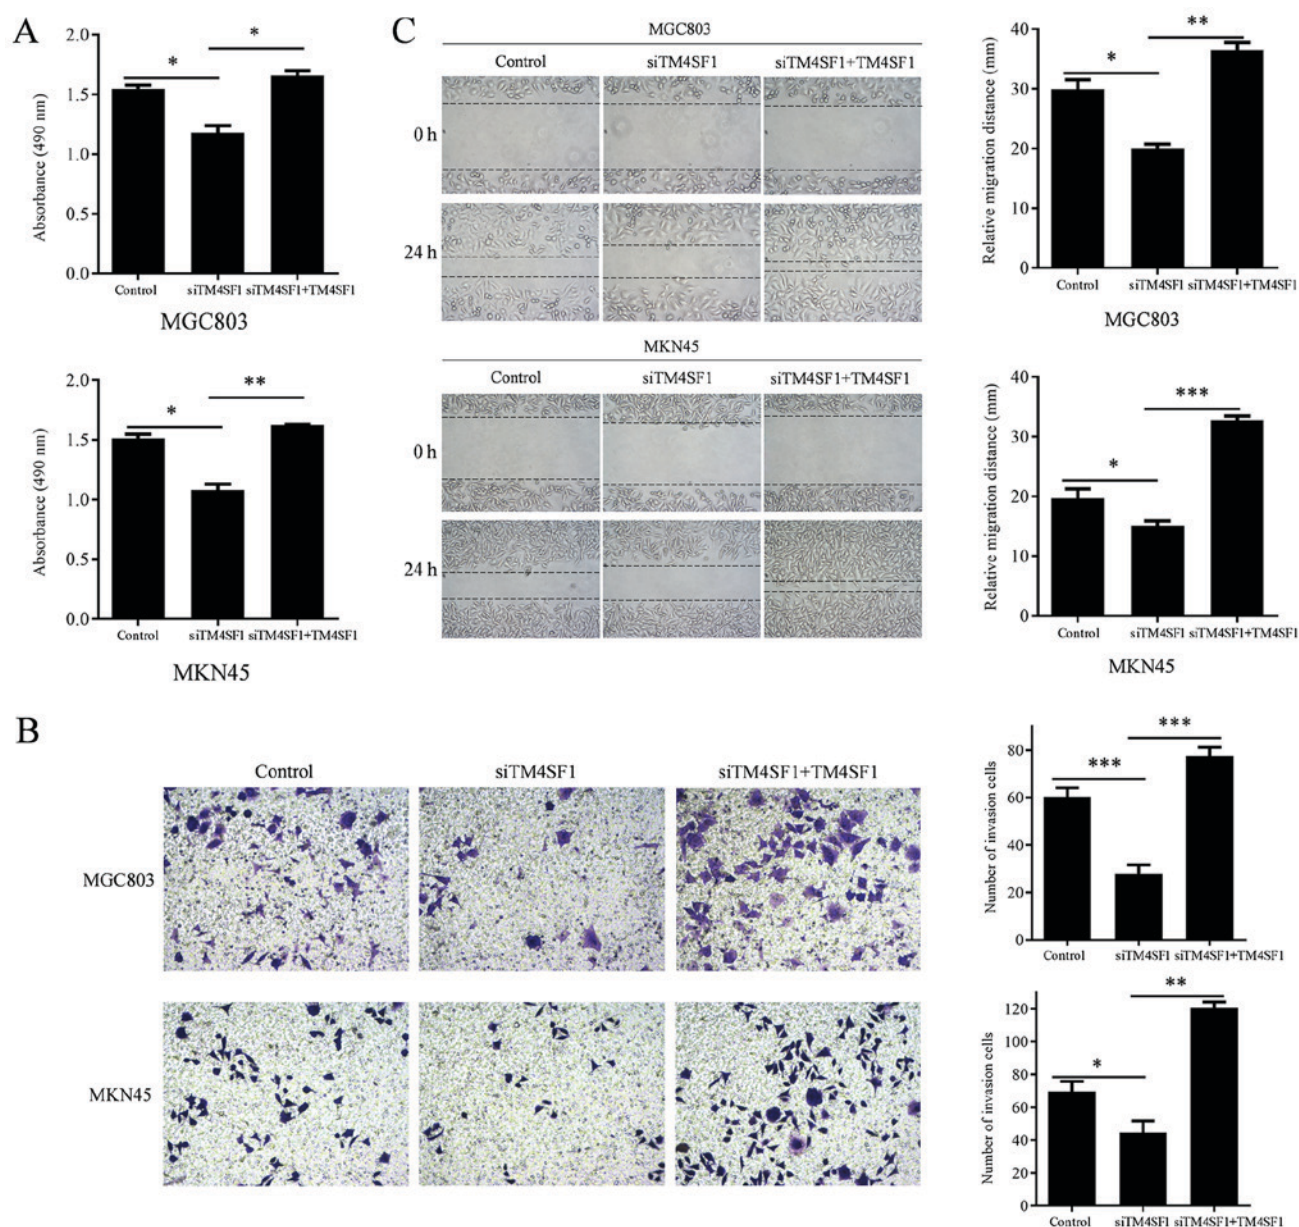 A
2.0
*
*
1.5
1.0
0.5
0.0
Absorbance (490 nm)
Control siTM4SF1 siTM4SF1+TM4SF1
MGC803
2.0
*
**
1.5
1.0
0.5
0.0
Absorbance (490 nm)
Control siTM4SF1 siTM4SF1+TM4SF1
MKN45
C
MGC803
Control siTM4SF1 siTM4SF1+TM4SF1
0 h
24 h
MKN45
Control siTM4SF1 siTM4SF1+TM4SF1
0 h
24 h
40
*
**
30
20
10
0
Relative migration distance (mm)
Control siTM4SF1 siTM4SF1+TM4SF1
MGC803
40
*
***
30
20
10
0
Relative migration distance (mm)
Control siTM4SF1 siTM4SF1+TM4SF1
MKN45
B
Control siTM4SF1 siTM4SF1+TM4SF1
MGC803
MKN45
***
***
80
60
40
20
0
Number of invasion cells
Control siTM4SF1 siTM4SF1+TM4SF1
*
**
120
100
80
60
40
20
0
Number of invasion cells
Control siTM4SF1 siTM4SF1+TM4SF1